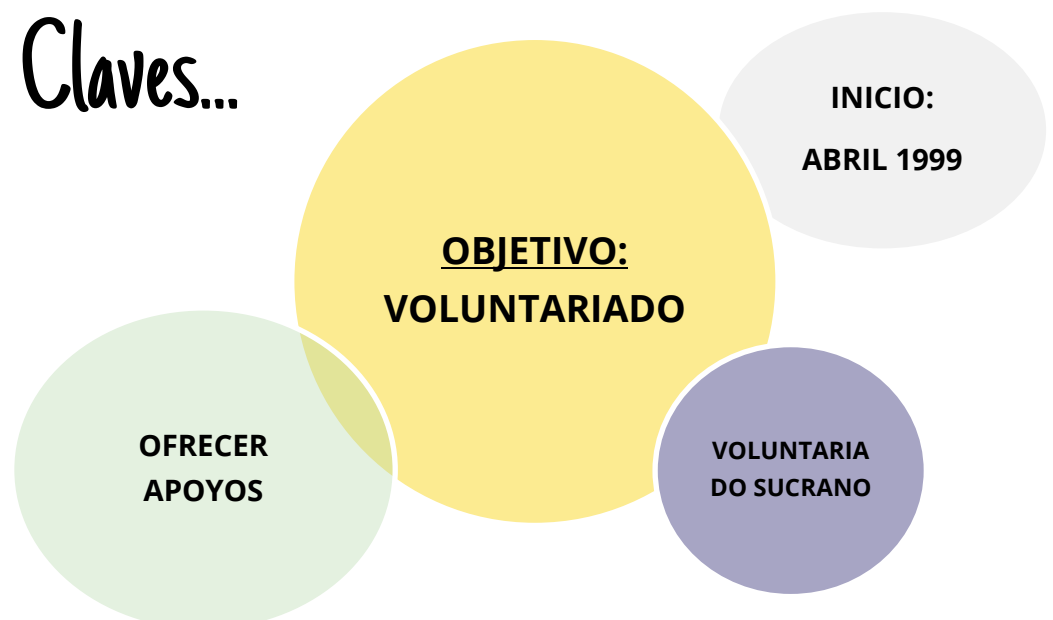 Claves...
INICIO:
ABRIL 1999
OBJETIVO:
VOLUNTARIADO
OFRECER
APOYOS
VOLUNTARIA
DO SUCRANO